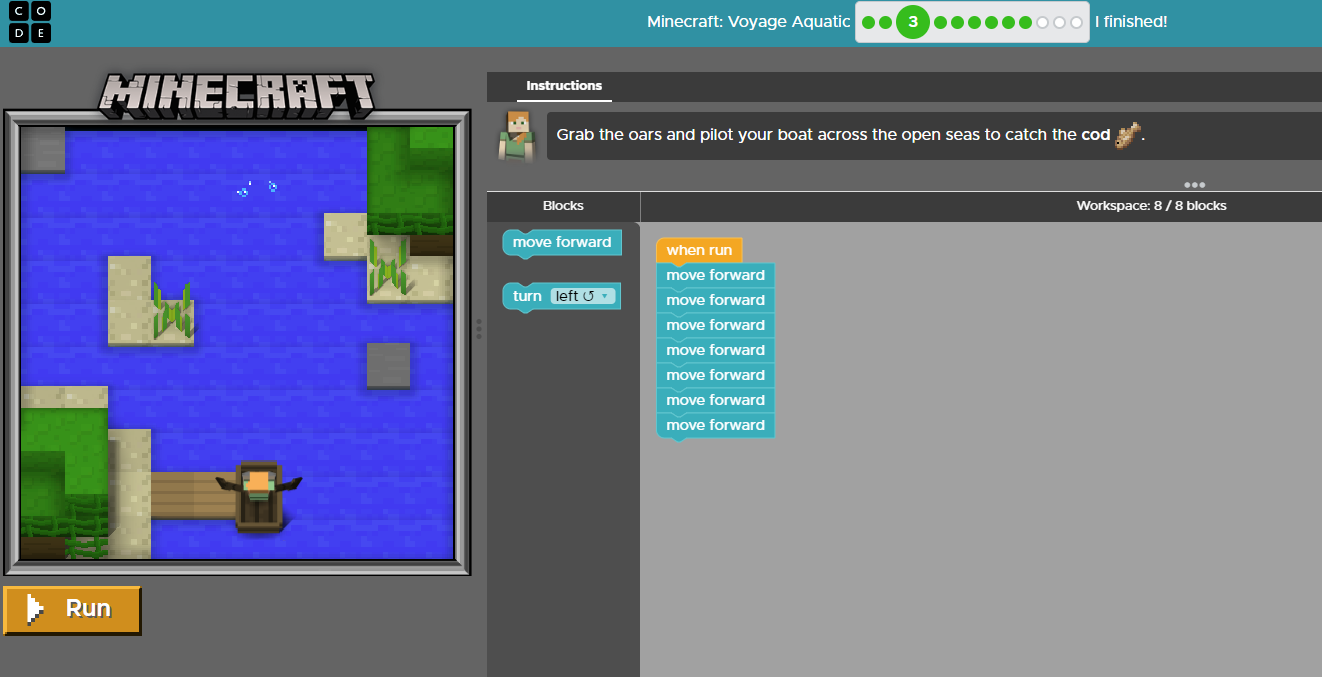 CO
DE
Minecraft: Voyage Aquatic
3
I finished!
MINECRAFT
Instructions
Grab the oars and pilot your boat across the open seas to catch the cod .
Blocks
Workspace: 8 / 8 blocks
move forward
turn left ↺
when run
move forward
move forward
move forward
move forward
move forward
move forward
move forward
Run